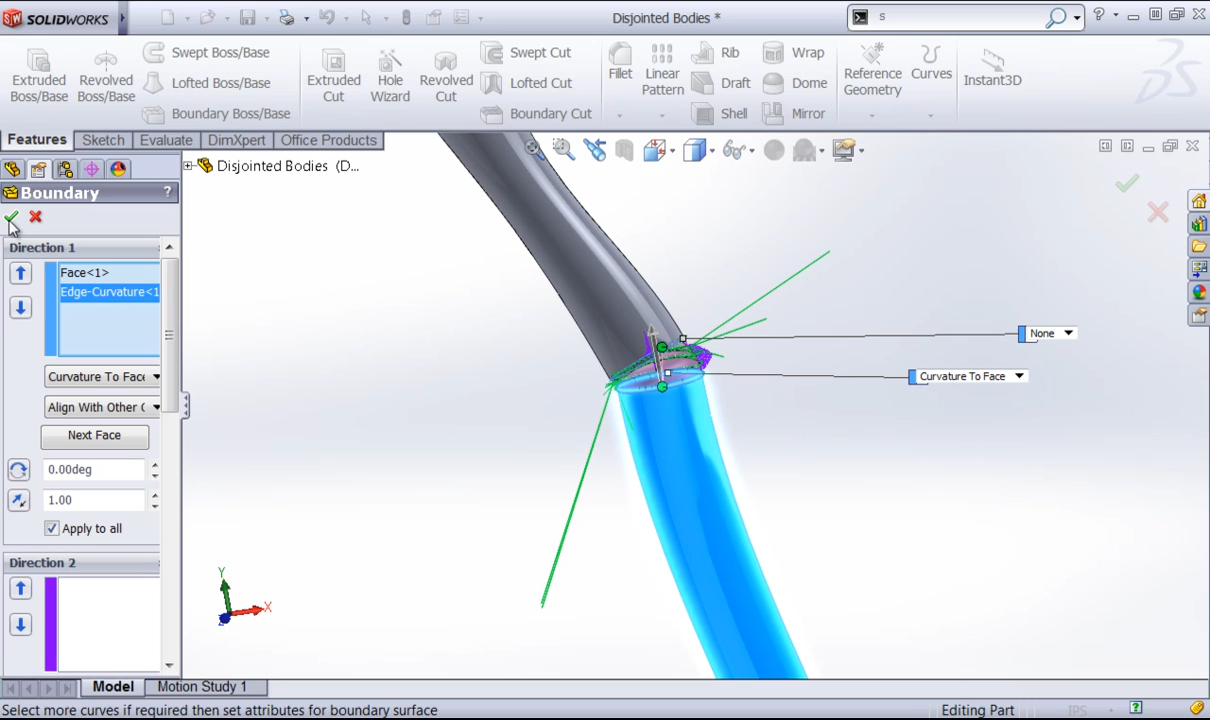 SW SOLIDWORKS
Disjointed Bodies *
s
?
Extruded Boss/Base
Revolved Boss/Base
Swept Boss/Base
Lofted Boss/Base
Boundary Boss/Base
Extruded Cut
Hole Wizard
Revolved Cut
Swept Cut
Lofted Cut
Boundary Cut
Fillet
Linear Pattern
Rib
Draft
Shell
Wrap
Dome
Mirror
Reference Geometry
Curves
Instant3D
Features
Sketch
Evaluate
DimXpert
Office Products
Disjointed Bodies (D...
Boundary
?
Direction 1
Face<1>
Edge-Curvature<1
Curvature To Face
Align With Other (
Next Face
0.00deg
1.00
Apply to all
Direction 2
None
Curvature To Face
Y
X
Z
Model
Motion Study 1
Select more curves if required then set attributes for boundary surface
Editing Part
IPS
?